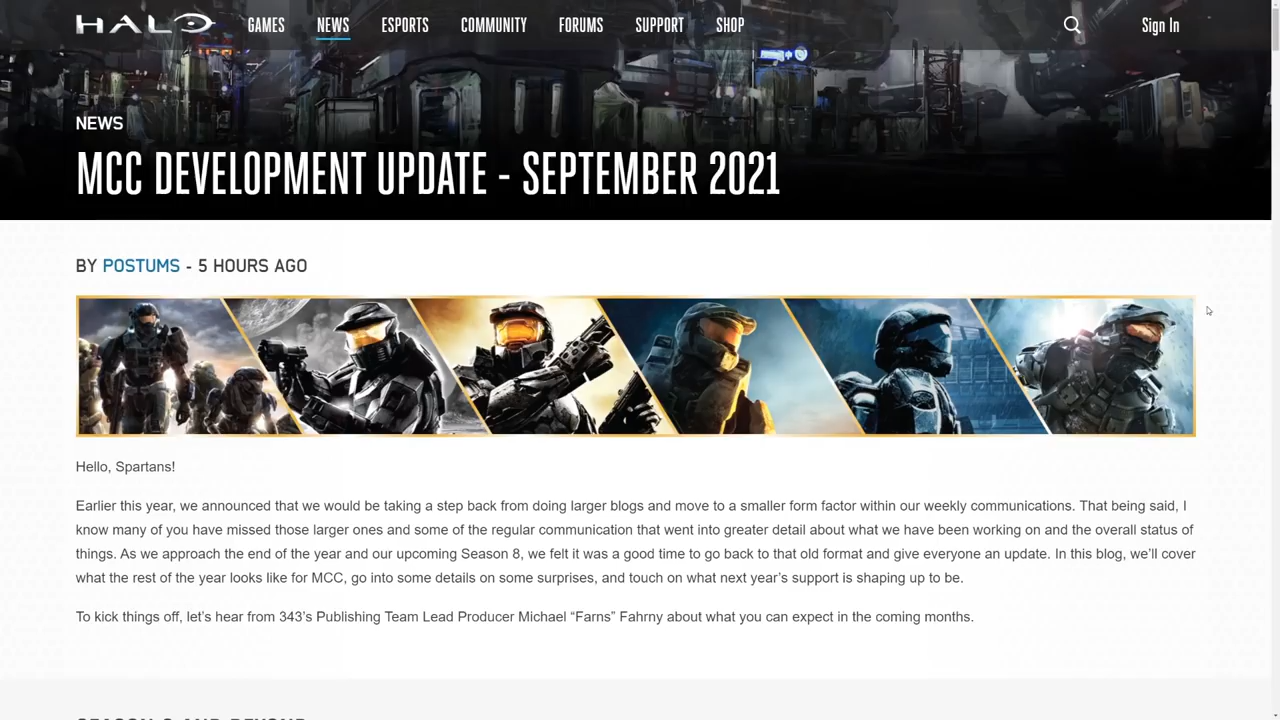 HALO GAMES NEWS ESPORTS COMMUNITY FORUMS SUPPORT SHOP Sign In
NEWS
MCC DEVELOPMENT UPDATE - SEPTEMBER 2021
BY POSTUMS - 5 HOURS AGO
Hello, Spartans!
Earlier this year, we announced that we would be taking a step back from doing larger blogs and move to a smaller form factor within our weekly communications. That being said, I
know many of you have missed those larger ones and some of the regular communication that went into greater detail about what we have been working on and the overall status of
things. As we approach the end of the year and our upcoming Season 8, we felt it was a good time to go back to that old format and give everyone an update. In this blog, we’ll cover
what the rest of the year looks like for MCC, go into some details on some surprises, and touch on what next year’s support is shaping up to be.
To kick things off, let’s hear from 343’s Publishing Team Lead Producer Michael “Farns” Fahrny about what you can expect in the coming months.